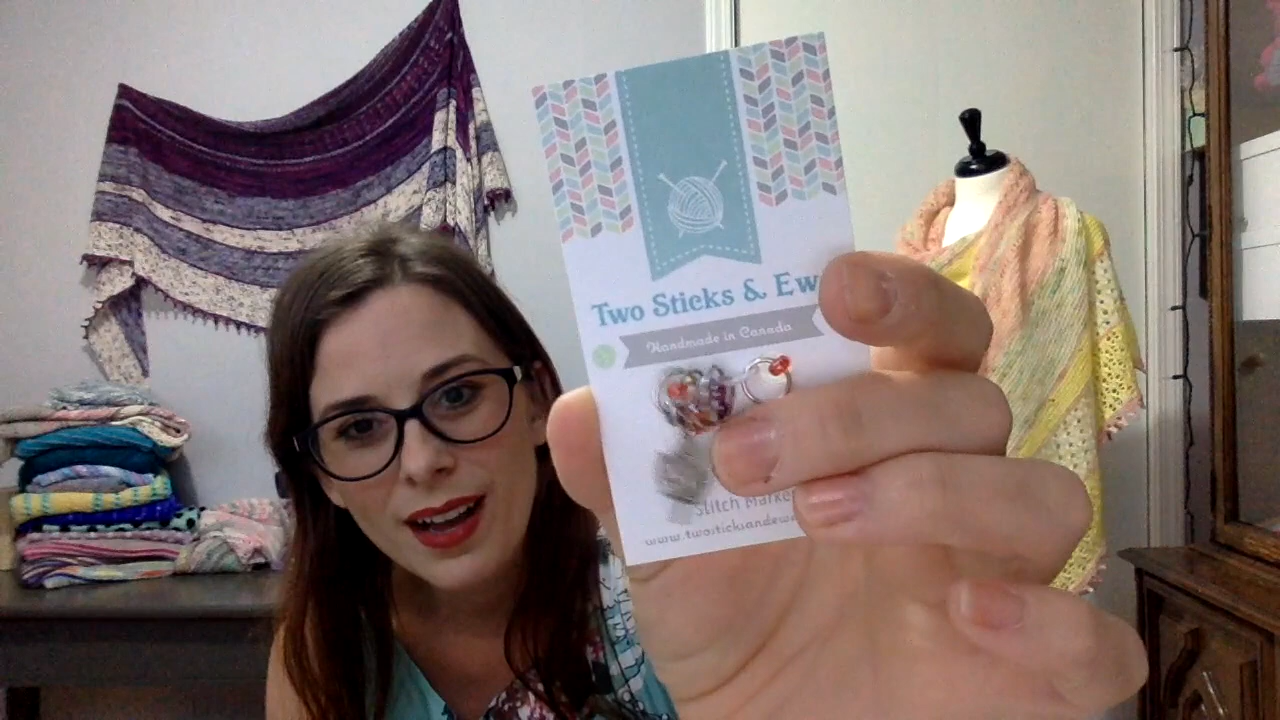 Two Sticks & Ew
Handmade in Canada
Stitch Marke
www.twosticksandew